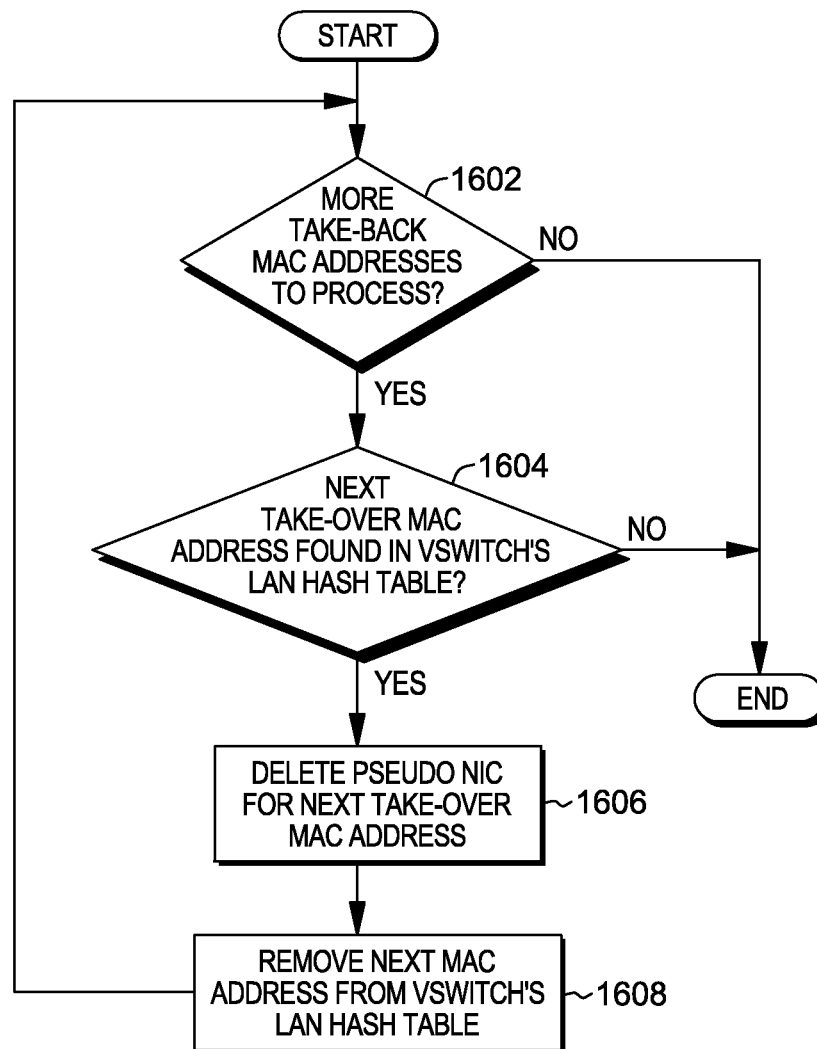 START
1602
MORE
TAKE-BACK
MAC ADDRESSES
TO PROCESS?
NO
YES
1604
NEXT
TAKE-OVER MAC
ADDRESS FOUND IN VSWITCH'S
LAN HASH TABLE?
NO
YES
END
DELETE PSEUDO NIC
FOR NEXT TAKE-OVER
MAC ADDRESS
1606
REMOVE NEXT MAC
ADDRESS FROM VSWITCH'S
LAN HASH TABLE
1608